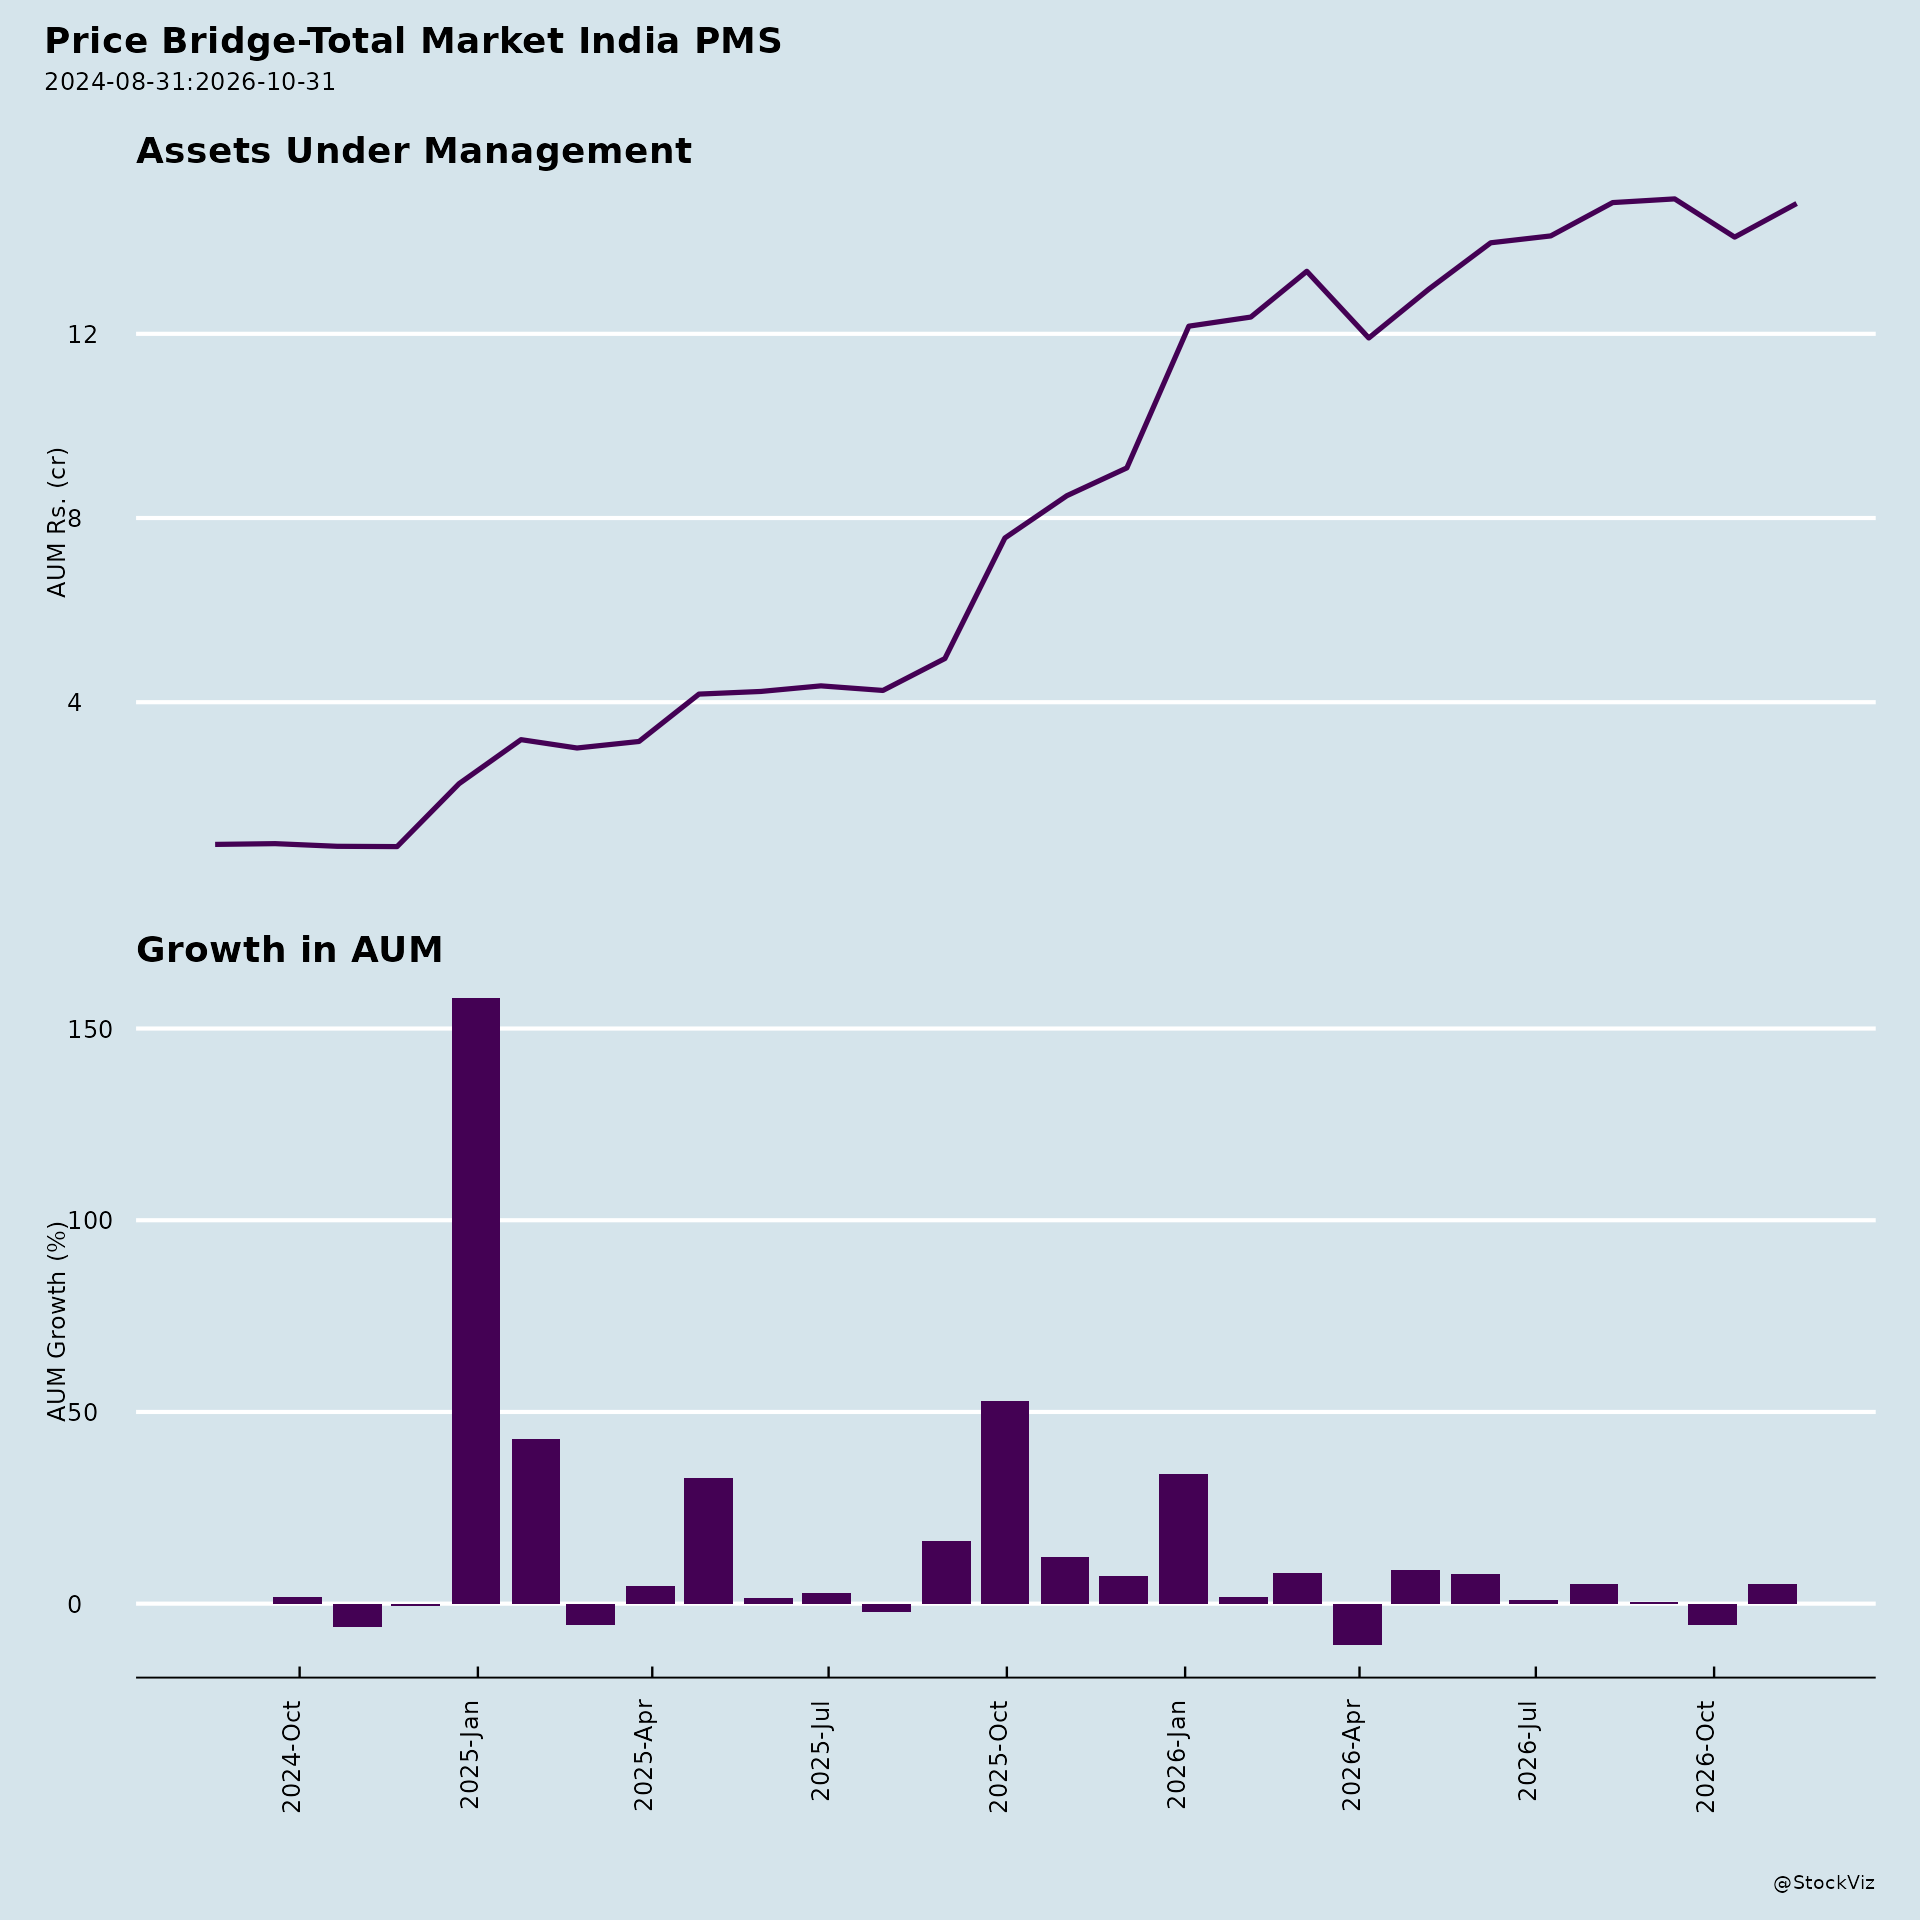 Price Bridge-Total Market India PMS
2024-08-31:2026-10-31
Assets Under Management
AUM Rs. (cr)
12
8
4
Growth in AUM
AUM Growth (%)
150
100
50
0
2024-Oct
2025-Jan
2025-Apr
2025-Jul
2025-Oct
2026-Jan
2026-Apr
2026-Jul
2026-Oct
@StockViz